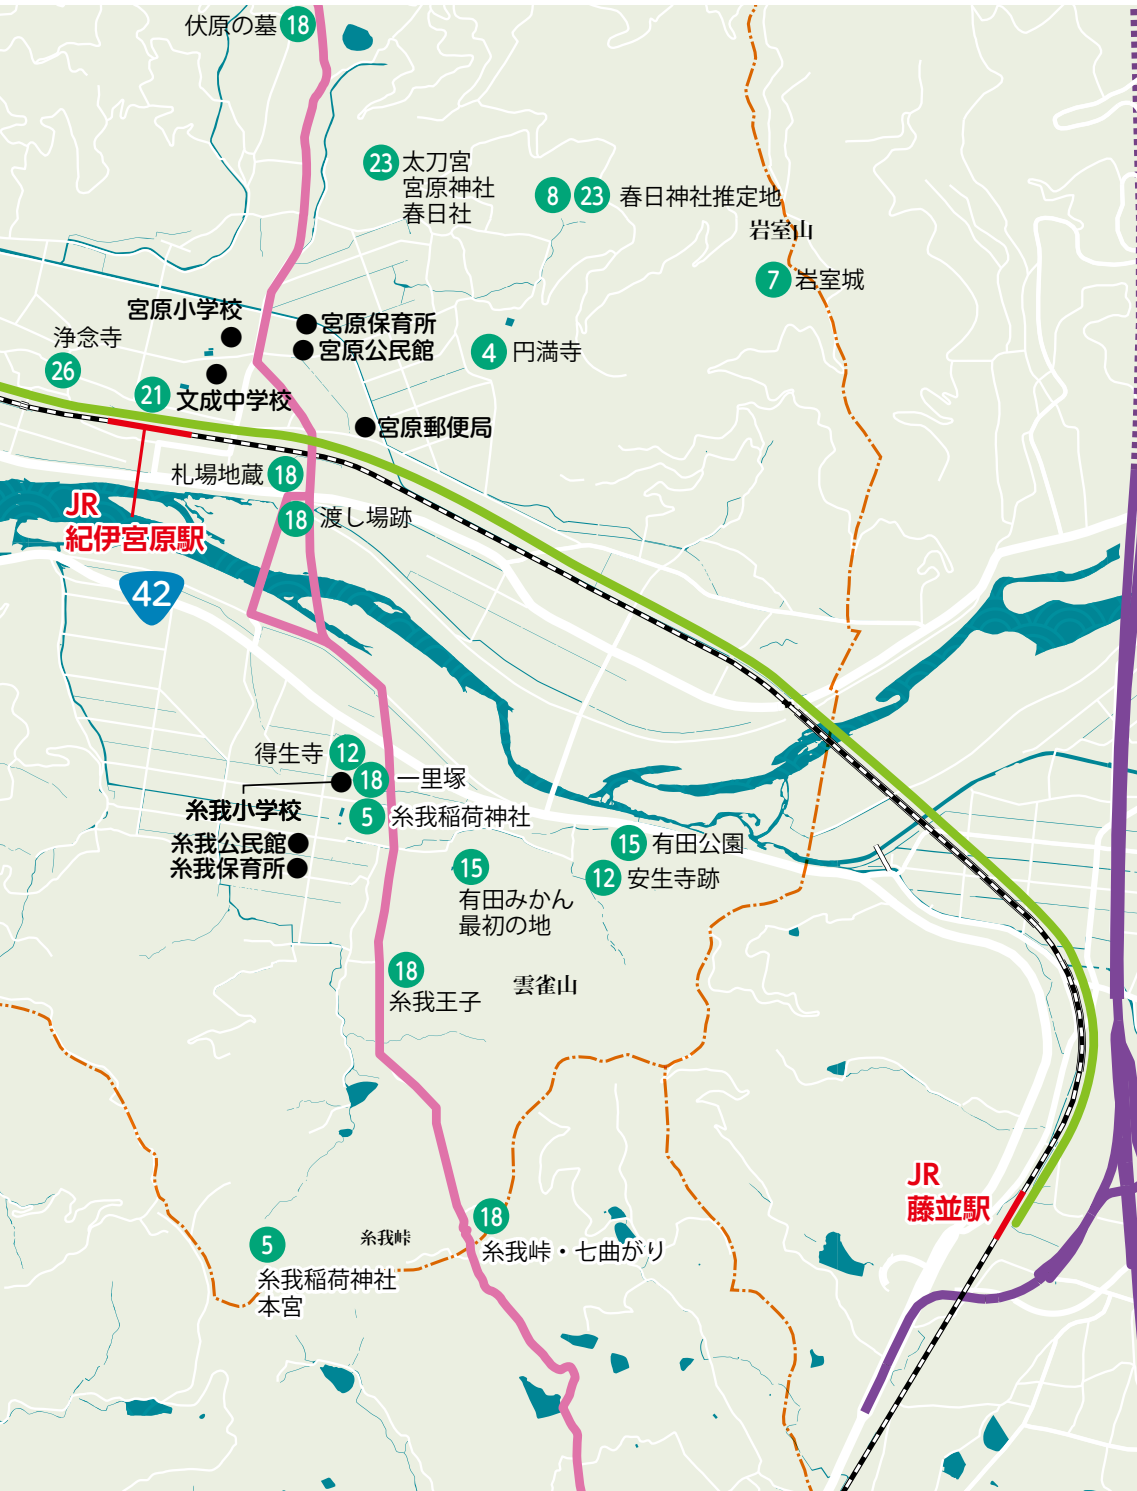 伏原の墓 18
23 太刀宮
宮原神社
春日社
8 23 春日神社推定地
岩室山
7 岩室城
宮原小学校
宮原保育所
宮原公民館
浄念寺
26
4 円満寺
21
文成中学校
宮原郵便局
札場地蔵 18
JR
紀伊宮原駅
18 渡し場跡
42
得生寺 12
18 一里塚
糸我小学校
5 糸我稲荷神社
糸我公民館
糸我保育所
15 有田公園
15
有田みかん
最初の地
12 安生寺跡
18
糸我王子
雲雀山
JR
藤並駅
18
糸我峠・七曲がり
糸我峠
5
糸我稲荷神社
本宮